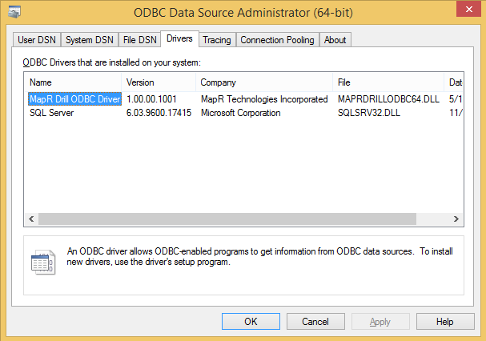 ODBC Data Source Administrator (64-bit)
User DSN System DSN File DSN Drivers Tracing Connection Pooling About
ODBC Drivers that are installed on your system:
Name Version Company File Dat
MapR Drill ODBC Driver 1.00.00.1001 MapR Technologies Incorporated MAPRDRILLODBC64.DLL 5/1
SQL Server 6.03.9600.17415 Microsoft Corporation SQLSRV32.DLL 11/
An ODBC driver allows ODBC-enabled programs to get information from ODBC data sources. To install
new drivers, use the driver's setup program.
OK Cancel Apply Help